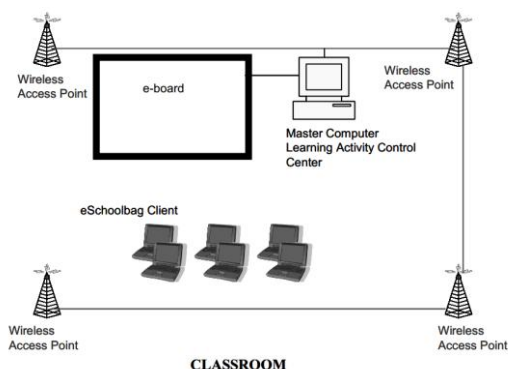 Wireless
Access Point
e-board
Wireless
Access Point
Master Computer
Learning Activity Control
Center
eSchoolbag Client
Wireless
Access Point
Wireless
Access Point
CLASSROOM